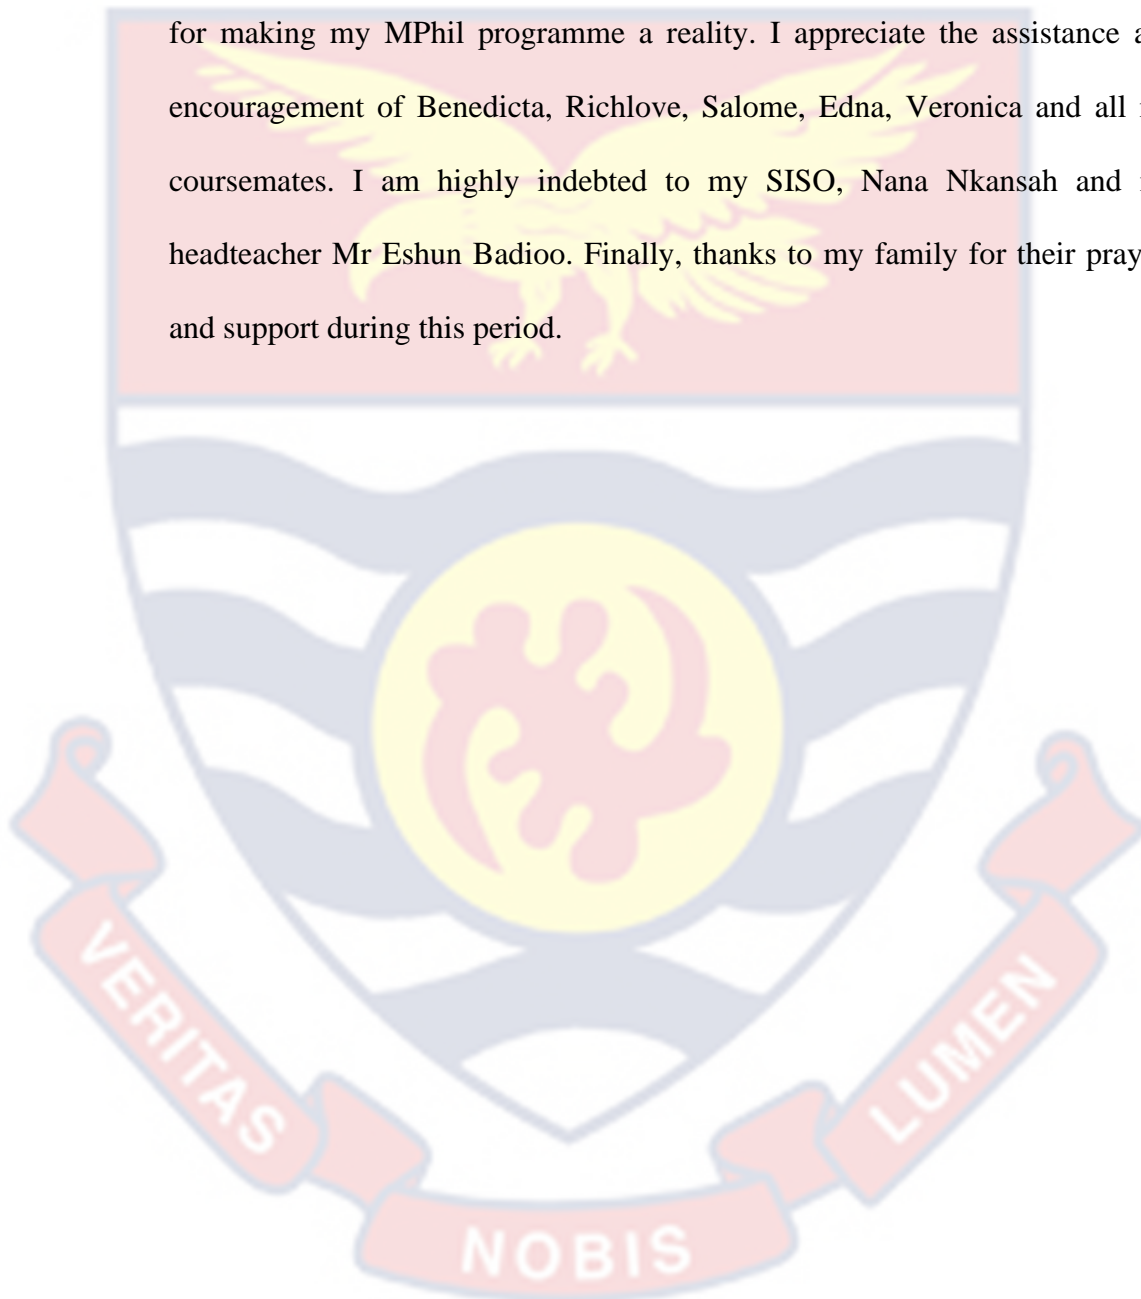 for making my MPhil programme a reality. I appreciate the assistance a
encouragement of Benedicta, Richlove, Salome, Edna, Veronica and all
coursemates. I am highly indebted to my SISO, Nana Nkansah and
headteacher Mr Eshun Badioo. Finally, thanks to my family for their pray
and support during this period.
VERITAS
NOBIS
LUMEN